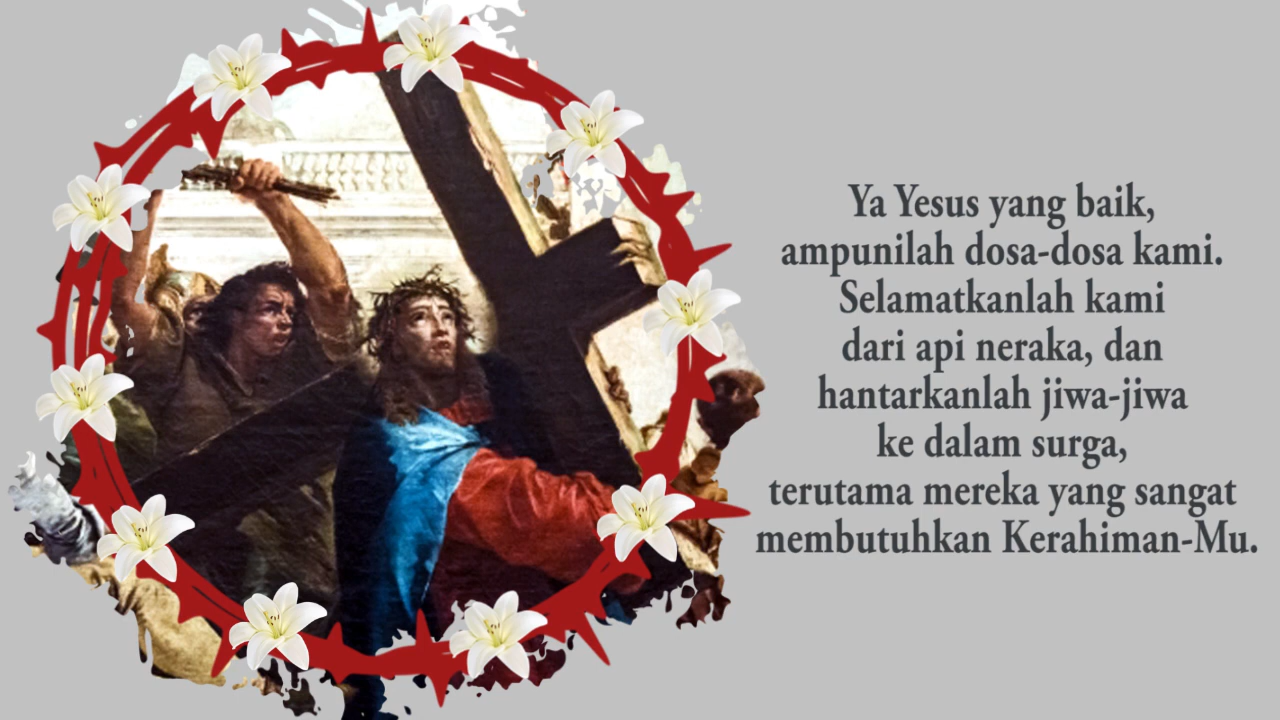 Ya Yesus yang baik,
ampunilah dosa-dosa kami.
Selamatkanlah kami
dari api neraka, dan
hantarkanlah jiwa-jiwa
ke dalam surga,
terutama mereka yang sangat
membutuhkan Kerahiman-Mu.